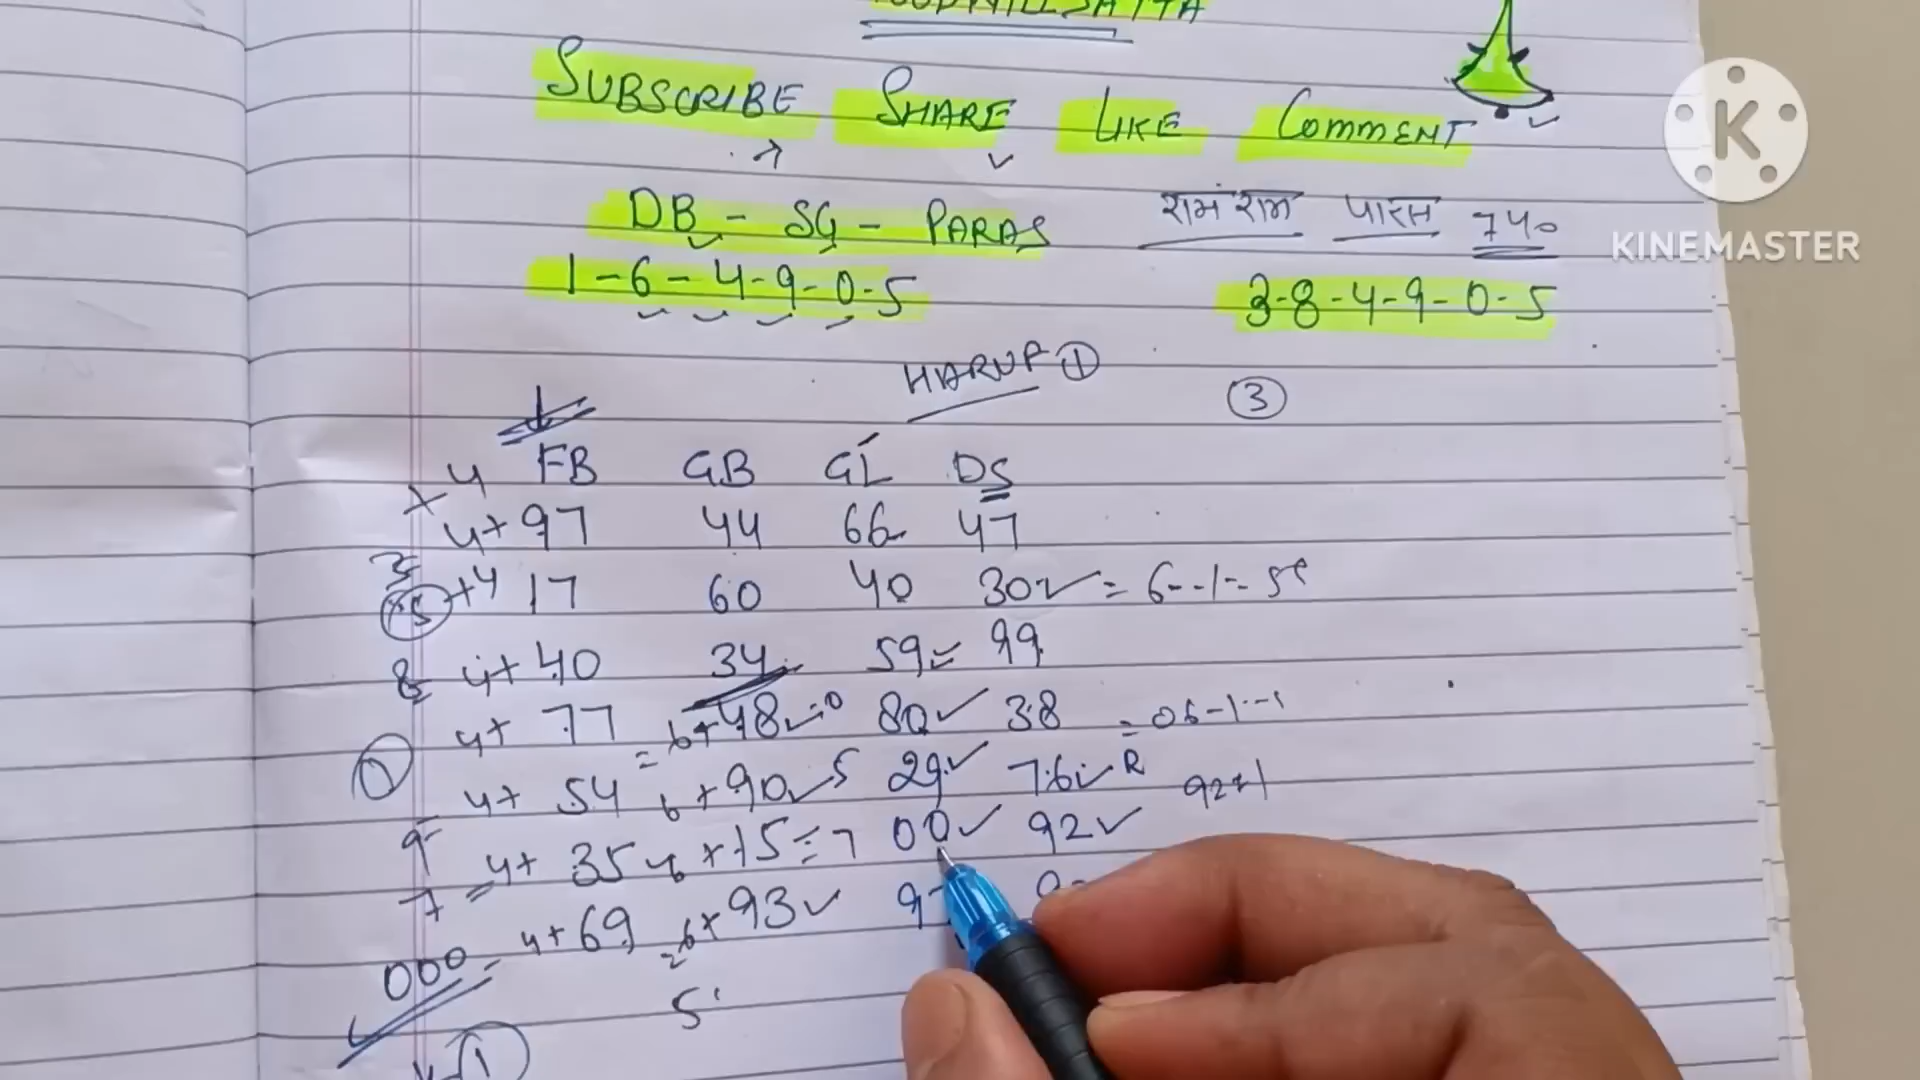 SUBSCRIBE SHARE LIKE COMMENT
DB - SG - PARAS राम राम पारस 740
1-6-4-9-0-5 3-8-4-9-0-5
HARUF ① ③
+4 FB GB GL DS
4+ 97 44 66 47
+4 17 60 40 30 ✓ =
4+ 40 34 59 99
4+ 77 = 6+ 48 80 ✓ 38
4+ 54 6+ 90 ✓ 5 29 ✓ 76 ✓ R
4+ 35 15 = 7 00 ✓ 92 ✓
7
000 4+ 69 6+ 93 ✓
5
K
KINEMASTER